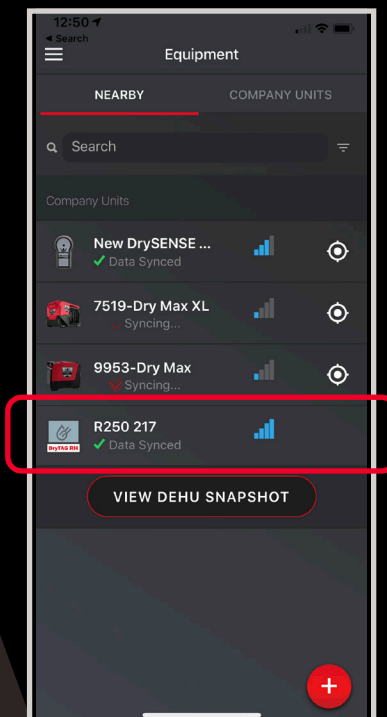 12:50
◄ Search
Equipment
NEARBY
COMPANY UNITS
Search
Company Units
New DrySENSE ...
Data Synced
7519-Dry Max XL
Syncing...
9953-Dry Max
Syncing...
R250 217
DryTAG RH
Data Synced
VIEW DEHU SNAPSHOT
+